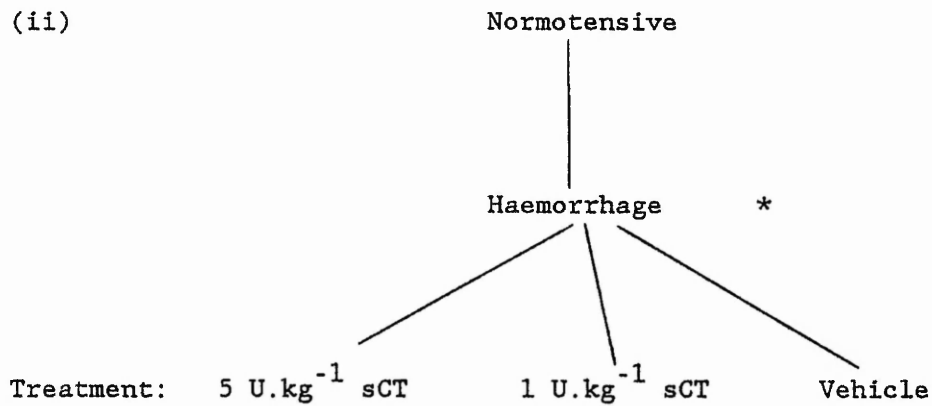 (ii) Normotensive
Haemorrhage *
Treatment: 5 U.kg⁻¹ sCT 1 U.kg⁻¹ sCT Vehicle